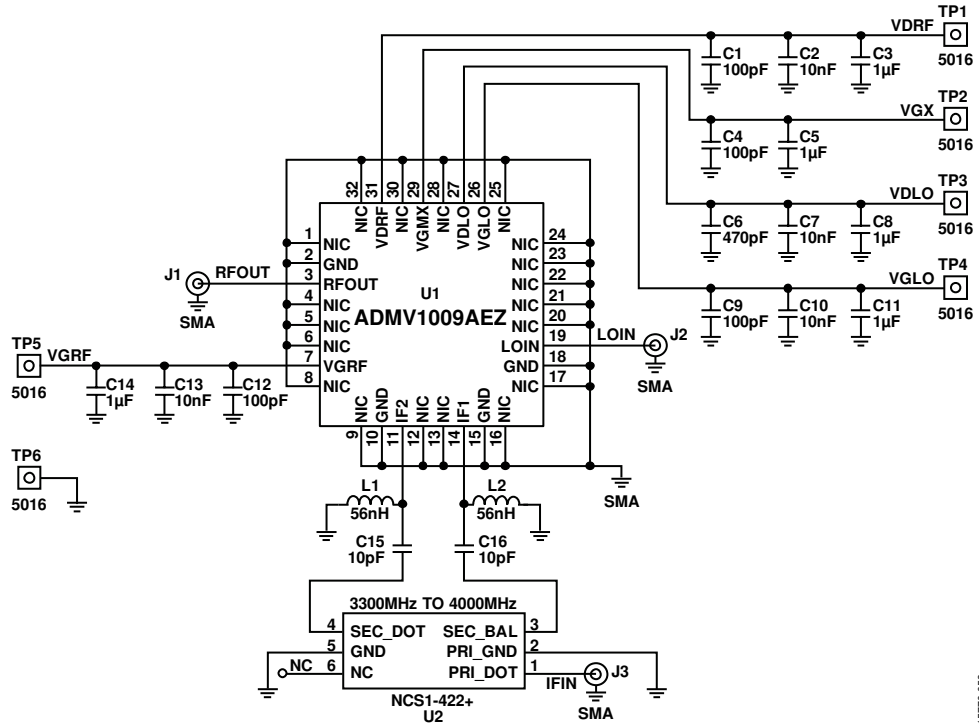 TP1
VDRF
5016
C1
100pF
C2
10nF
C3
1µF
TP2
VGX
5016
C4
100pF
C5
1µF
TP3
VDLO
5016
C6
470pF
C7
10nF
C8
1µF
TP4
VGLO
5016
C9
100pF
C10
10nF
C11
1µF
32
31
30
29
28
27
26
25
NIC
VDRF
NIC
VGMX
NIC
VDLO
VGLO
NIC
1
NIC
2
GND
3
RFOUT
4
NIC
5
NIC
6
NIC
7
VGRF
8
NIC
U1
ADMV1009AEZ
NIC
24
NIC
23
NIC
22
NIC
21
NIC
20
LOIN
19
GND
18
NIC
17
J1
RFOUT
SMA
LOIN
J2
SMA
TP5
VGRF
5016
C14
1µF
C13
10nF
C12
100pF
NIC
GND
IF2
NIC
NIC
IF1
GND
NIC
9
10
11
12
13
14
15
16
TP6
5016
SMA
L1
56nH
L2
56nH
C15
10pF
C16
10pF
3300MHz TO 4000MHz
4
SEC_DOT
SEC_BAL
3
5
GND
PRI_GND
2
NC
6
NC
PRI_DOT
1
IFIN
J3
SMA
NCS1-422+
U2